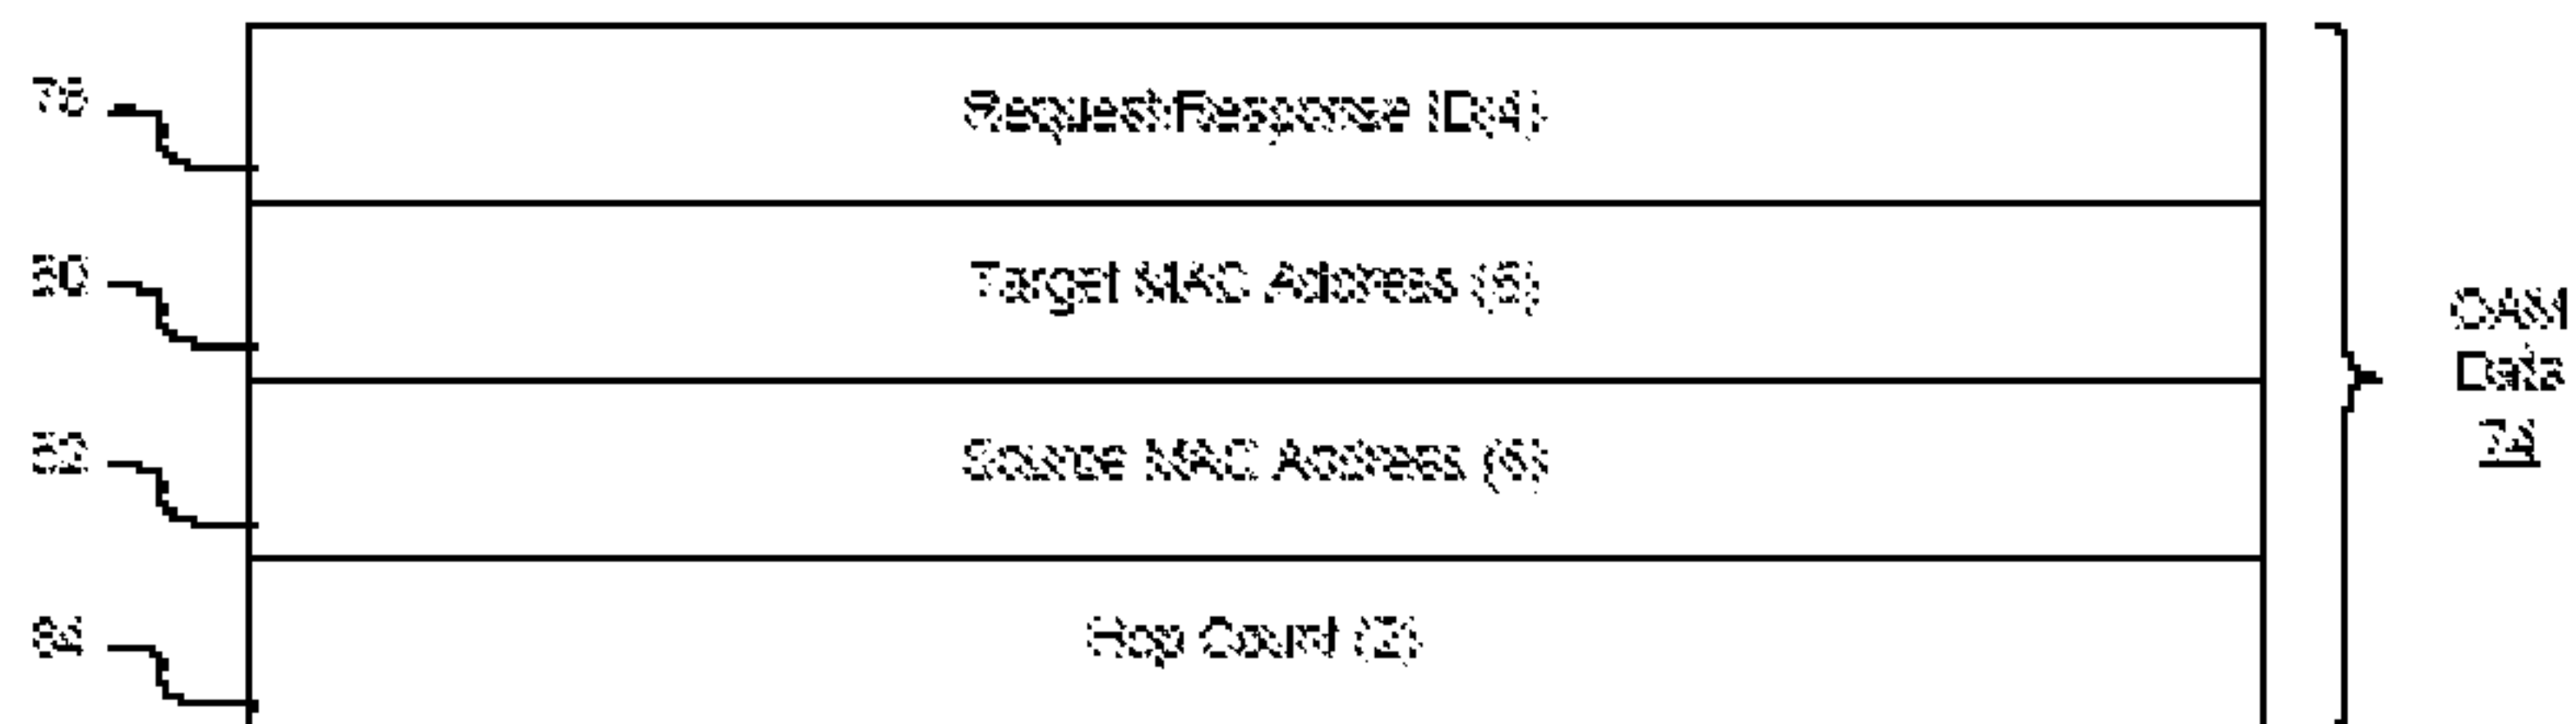 Request/Response ID(4)
80
Target MAC Address (6)
82
Source MAC Address (6)
84
Hop Count (2)
OAM
Data
74